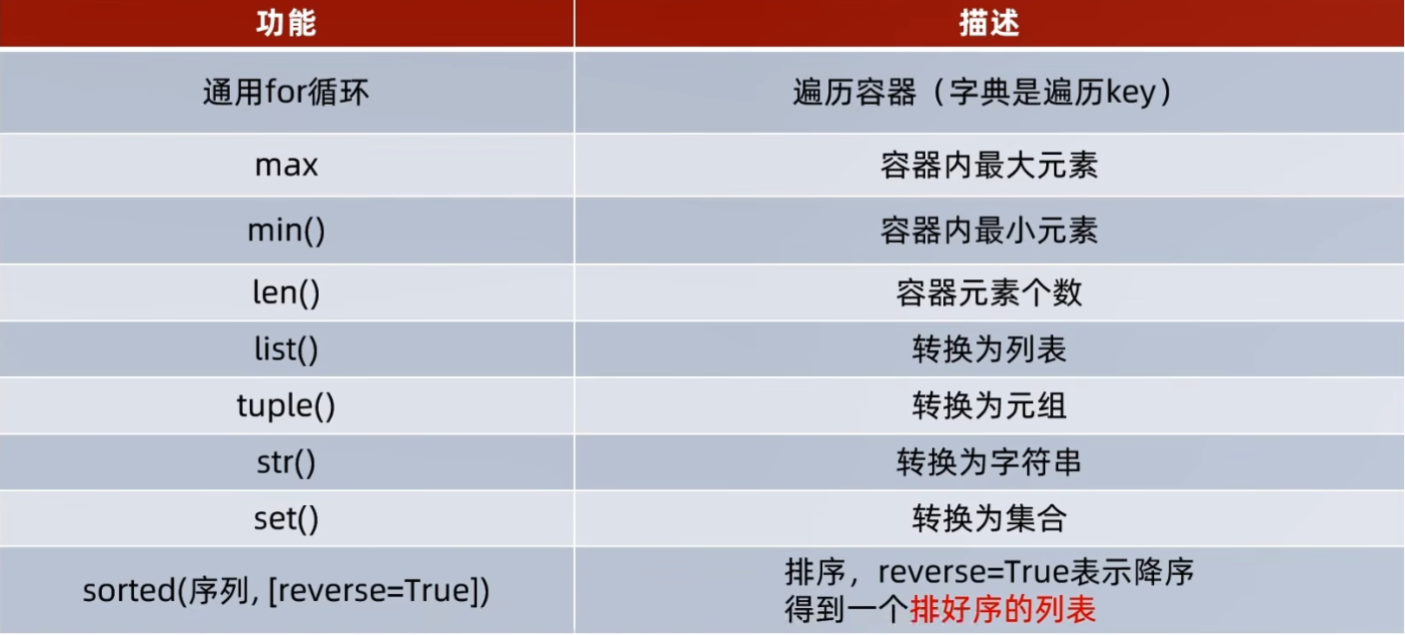 功能 描述
通用for循环 遍历容器（字典是遍历key）
max 容器内最大元素
min() 容器内最小元素
len() 容器元素个数
list() 转换为列表
tuple() 转换为元组
str() 转换为字符串
set() 转换为集合
sorted(序列, [reverse=True]) 排序，reverse=True表示降序
得到一个排好序的列表